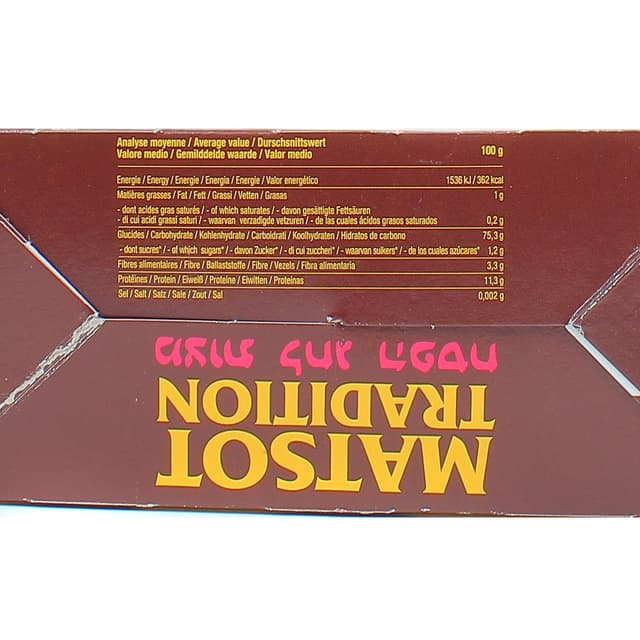 Analyse moyenne / Average value / Durschsnittswert
Valore medio / Gemilddelde waarde / Valor medio 100 g
Energie / Energy / Energie / Energia / Energie / Valor energético 1536 kJ / 362 kcal
Matières grasses / Fat / Fett / Grassi / Vetten / Grasas 1 g
- dont acides gras saturés / - of which saturates / - davon gesättigte Fettsäuren
- di cui acidi grassi saturi / - waarvan verzadigde vetzuren / - de las cuales ácidos grasos saturados 0,2 g
Glucides / Carbohydrate / Kohlenhydrate / Carboidrati / Koolhydraten / Hidratos de carbono 75,3 g
- dont sucres* / - of which sugars* / - davon Zucker* / - di cui zuccheri* / - waarvan suikers* / - de los cuales azúcares* 1,2 g
Fibres alimentaires / Fibre / Ballaststoffe / Fibre / Vezels / Fibra alimentaria 3,3 g
Protéines / Protein / Eiweiß / Proteine / Eiwitten / Proteinas 11,3 g
Sel / Salt / Salz / Sale / Zout / Sal 0,002 g
MATSOT
TRADITION